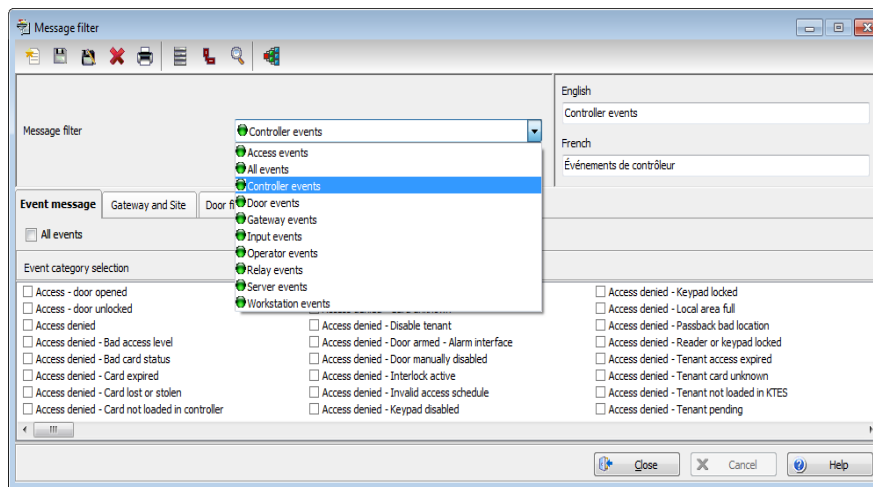 Message filter
English
Controller events
Message filter
Controller events
French
Événements de contrôleur
Access events
All events
Controller events
Door events
Gateway events
Input events
Operator events
Relay events
Server events
Workstation events
Event message
Gateway and Site
Door
All events
Event category selection
Access - door opened
Access - door unlocked
Access denied
Access denied - Bad access level
Access denied - Bad card status
Access denied - Card expired
Access denied - Card lost or stolen
Access denied - Card not loaded in controller
Access denied - Disable tenant
Access denied - Door armed - Alarm interface
Access denied - Door manually disabled
Access denied - Interlock active
Access denied - Invalid access schedule
Access denied - Keypad disabled
Access denied - Keypad locked
Access denied - Local area full
Access denied - Passback bad location
Access denied - Reader or keypad locked
Access denied - Tenant access expired
Access denied - Tenant card unknown
Access denied - Tenant not loaded in KTES
Access denied - Tenant pending
Close
Cancel
Help